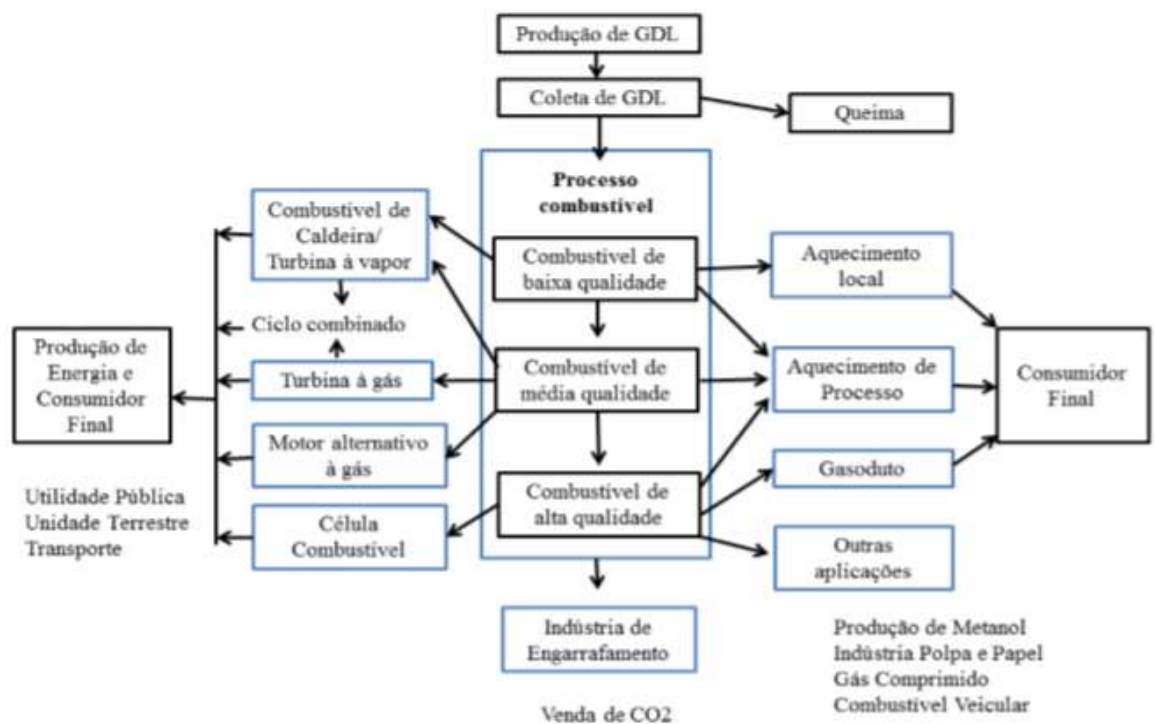 Produção de GDL
Coleta de GDL
Queima
Processo
combustível
Combustível de
Caldeira/
Turbina à vapor
Combustível de
baixa qualidade
Aquecimento
local
Ciclo combinado
Produção de
Energia e
Consumidor
Final
Turbina à gás
Combustível de
média qualidade
Aquecimento de
Processo
Consumidor
Final
Motor alternativo
à gás
Gasoduto
Utilidade Pública
Unidade Terrestre
Transporte
Célula
Combustível
Combustível de
alta qualidade
Outras
aplicações
Indústria de
Engarrafamento
Produção de Metanol
Indústria Polpa e Papel
Gás Comprimido
Combustível Veicular
Venda de CO2